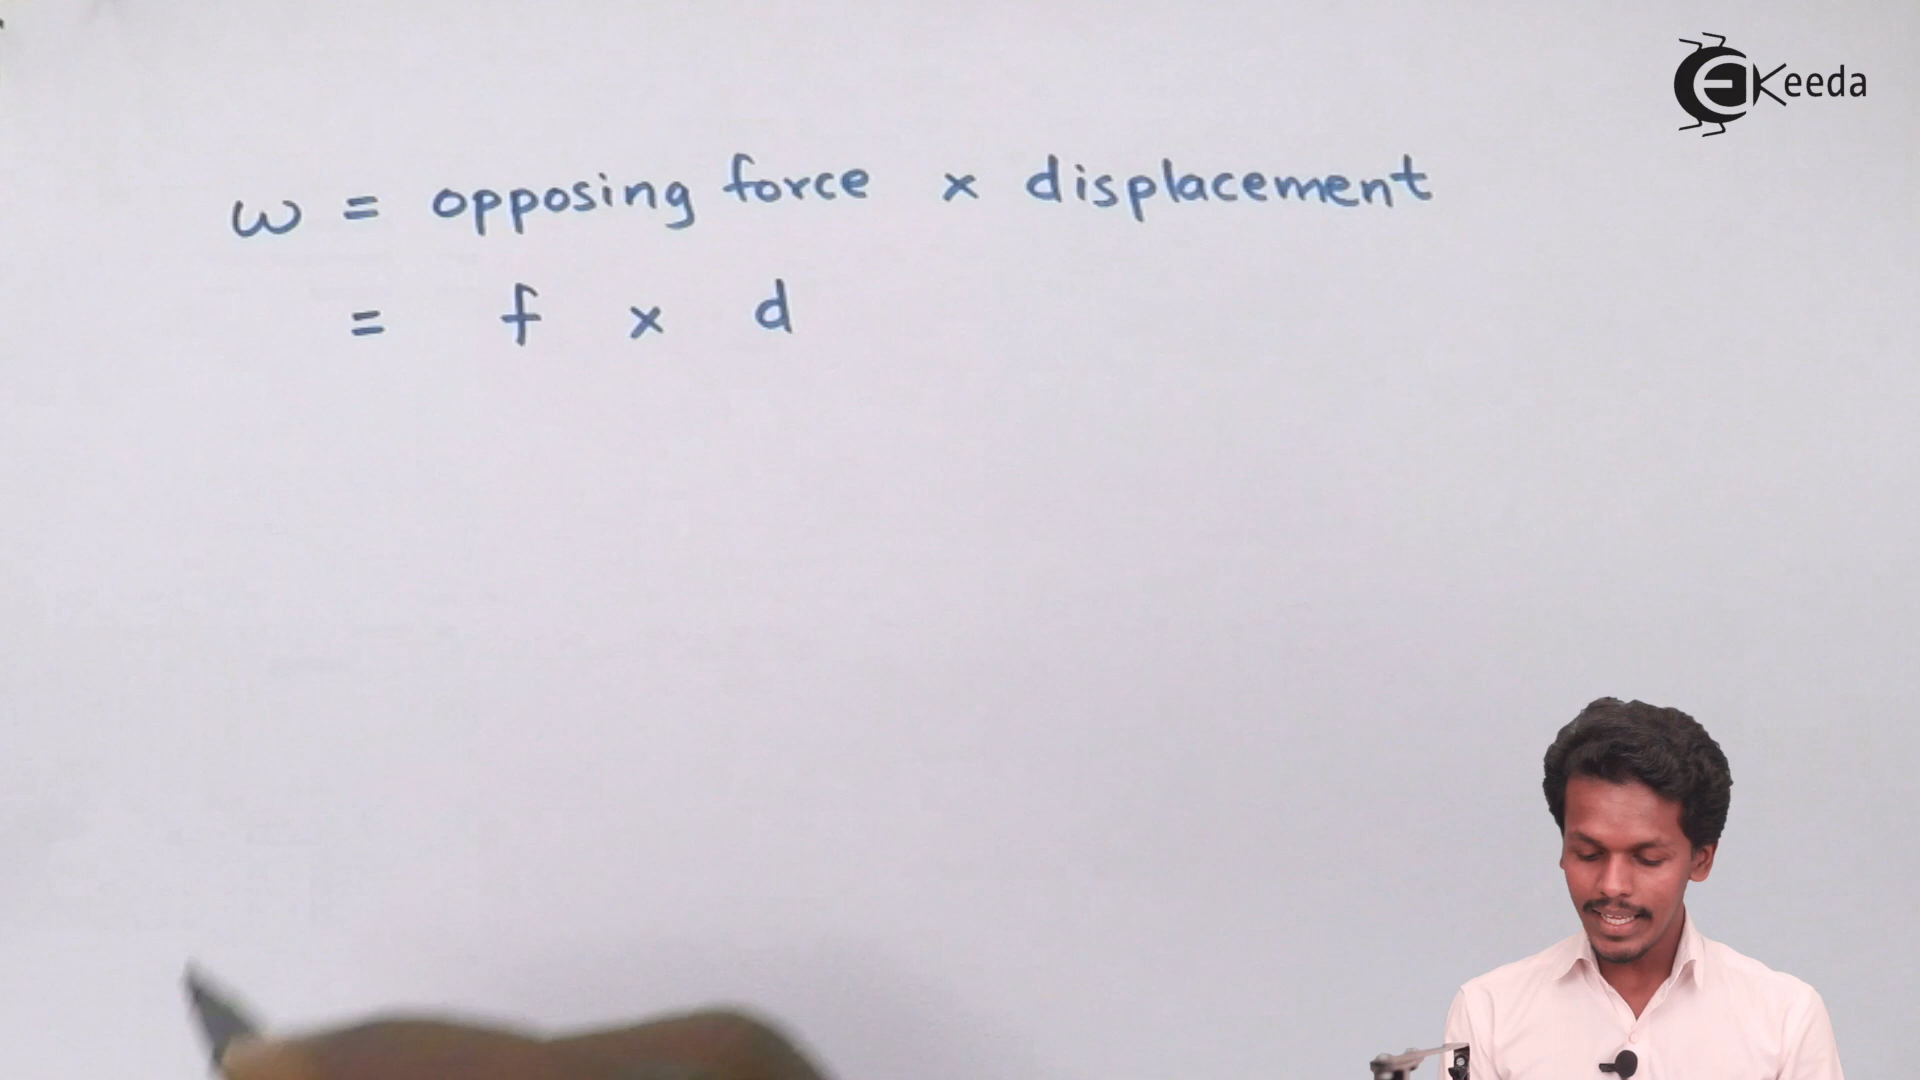 EKeeda
w = opposing force x displacement
= f x d